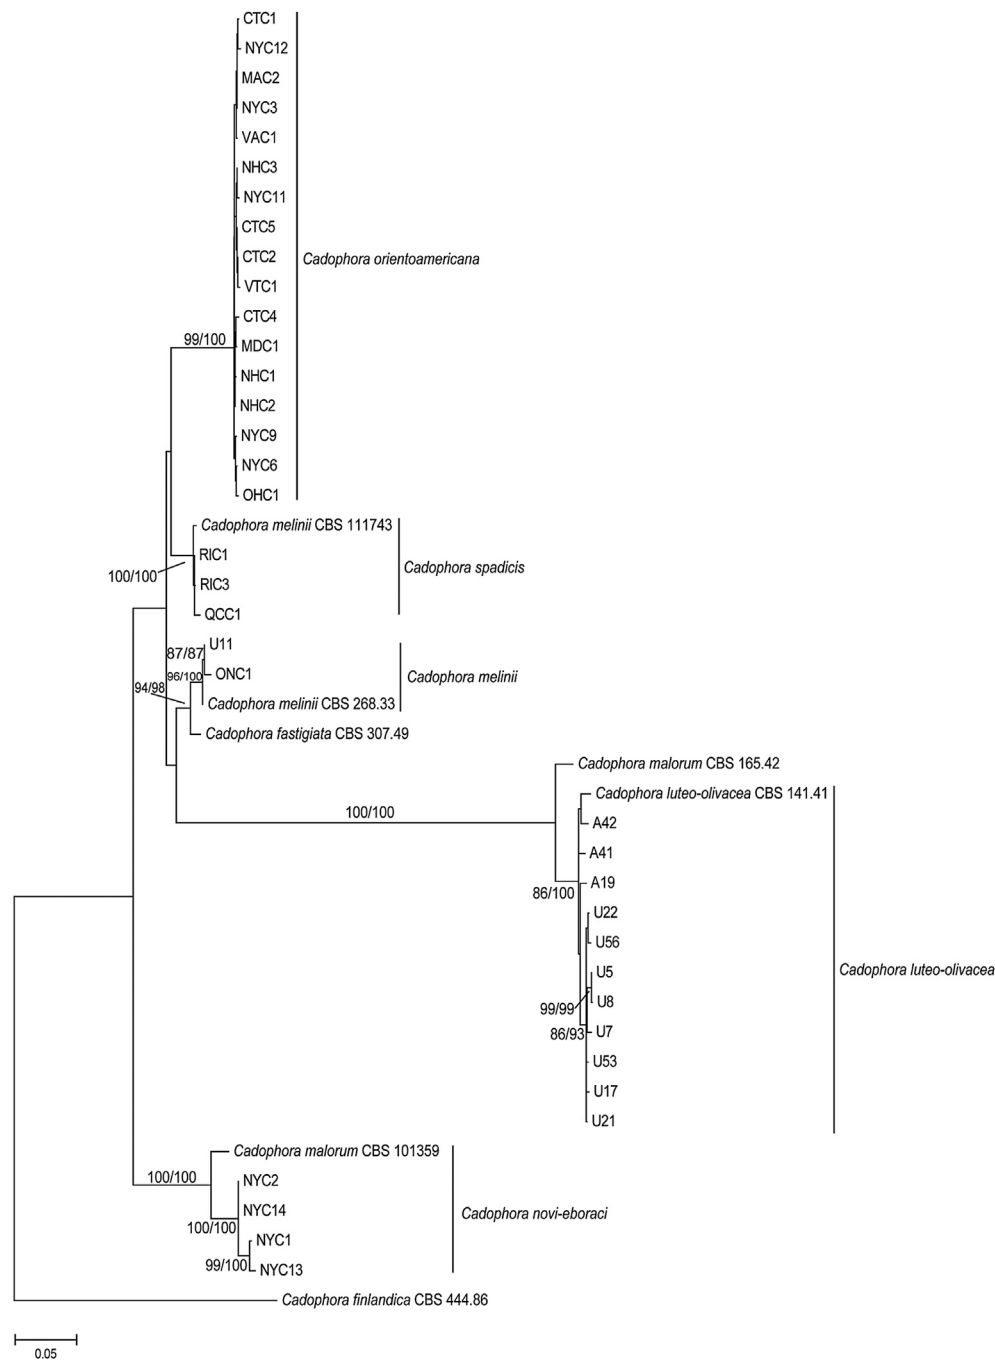 CTC1
NYC12
MAC2
NYC3
VAC1
NHC3
NYC11
CTC5
CTC2
Cadophora orientoamericana
VTC1
CTC4
99/100
MDC1
NHC1
NHC2
NYC9
NYC6
OHC1
Cadophora melinii CBS 111743
RIC1
Cadophora spadicis
100/100
RIC3
QCC1
U11
87/87
ONC1
96/100
Cadophora melinii
94/98
Cadophora melinii CBS 268.33
Cadophora fastigiata CBS 307.49
Cadophora malorum CBS 165.42
Cadophora luteo-olivacea CBS 141.41
100/100
A42
A41
A19
86/100
U22
U56
Cadophora luteo-olivacea
U5
U8
99/99
U7
86/93
U53
U17
U21
Cadophora malorum CBS 101359
100/100
NYC2
NYC14
Cadophora novi-eboraci
100/100
NYC1
99/100
NYC13
Cadophora finlandica CBS 444.86
0.05